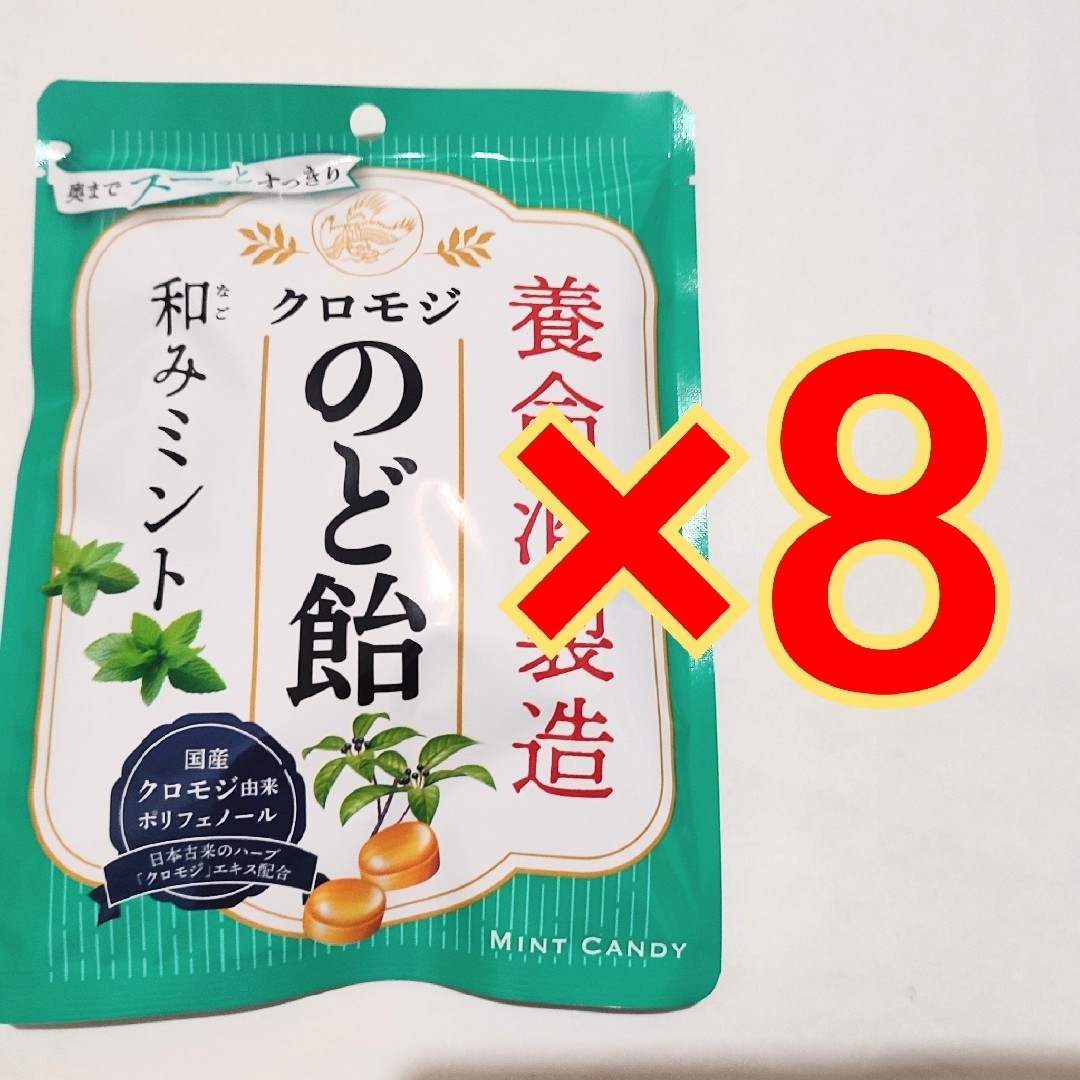 奥までスーッとすっきり
養命酒製造
クロモジ
のど飴
和みミント
なご
×8
国産
クロモジ由来
ポリフェノール
日本古来のハーブ
「クロモジ」エキス配合
MINT CANDY